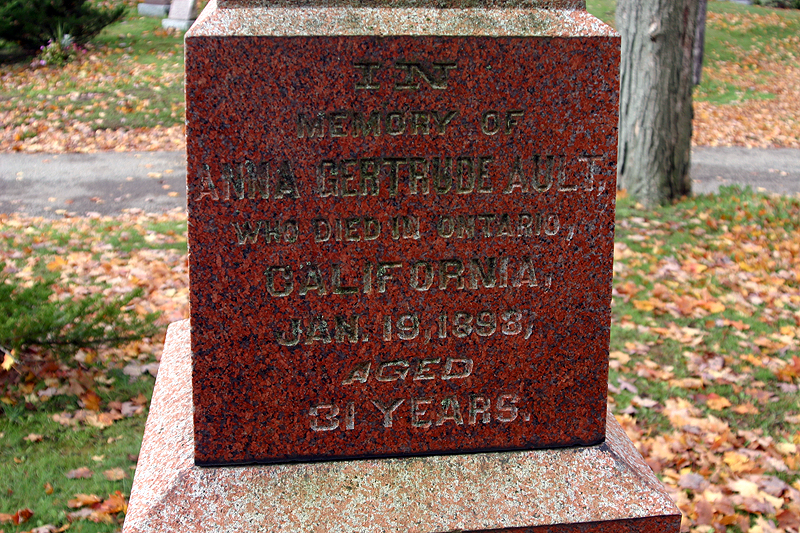 IN
MEMORY OF
ANNA GERTRUDE AULT,
WHO DIED IN ONTARIO,
CALIFORNIA,
JAN. 19, 1898,
AGED
31 YEARS.